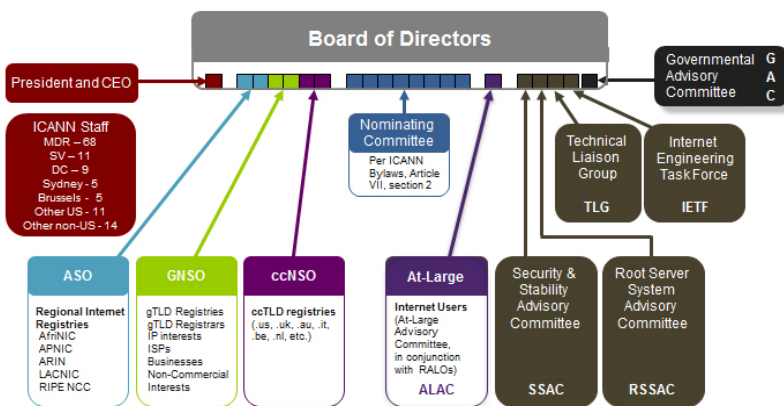 Board of Directors
President and CEO
Governmental
Advisory
Committee
G
A
C
ICANN Staff
MDR – 68
SV – 11
DC – 9
Sydney - 5
Brussels - 5
Other US - 11
Other non-US - 14
Nominating
Committee
Per ICANN
Bylaws, Article
VII, section 2
Technical
Liaison
Group
TLG
Internet
Engineering
Task Force
IETF
ASO
Regional Internet
Registries
AfriNIC
APNIC
ARIN
LACNIC
RIPE NCC
GNSO
gTLD Registries
gTLD Registrars
IP interests
ISPs
Businesses
Non-Commercial
Interests
ccNSO
ccTLD registries
(.us, .uk, .au, .it,
.be, .nl, etc.)
At-Large
Internet Users
(At-Large
Advisory
Committee,
in conjunction
with RALOs)
ALAC
Security &
Stability
Advisory
Committee
SSAC
Root Server
System
Advisory
Committee
RSSAC